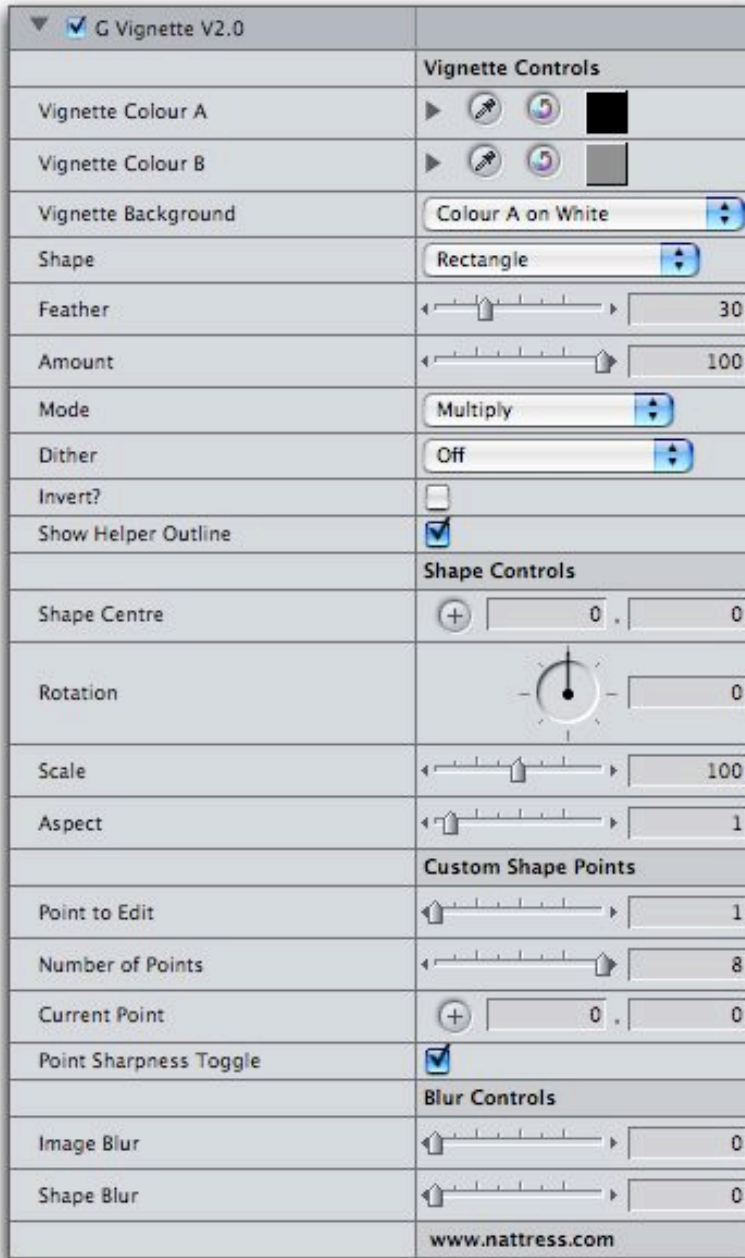 G Vignette V2.0
Vignette Controls
Vignette Colour A
Vignette Colour B
Vignette Background Colour A on White
Shape Rectangle
Feather 30
Amount 100
Mode Multiply
Dither Off
Invert?
Show Helper Outline
Shape Controls
Shape Centre 0 , 0
Rotation 0
Scale 100
Aspect 1
Custom Shape Points
Point to Edit 1
Number of Points 8
Current Point 0 , 0
Point Sharpness Toggle
Blur Controls
Image Blur 0
Shape Blur 0
www.nattress.com